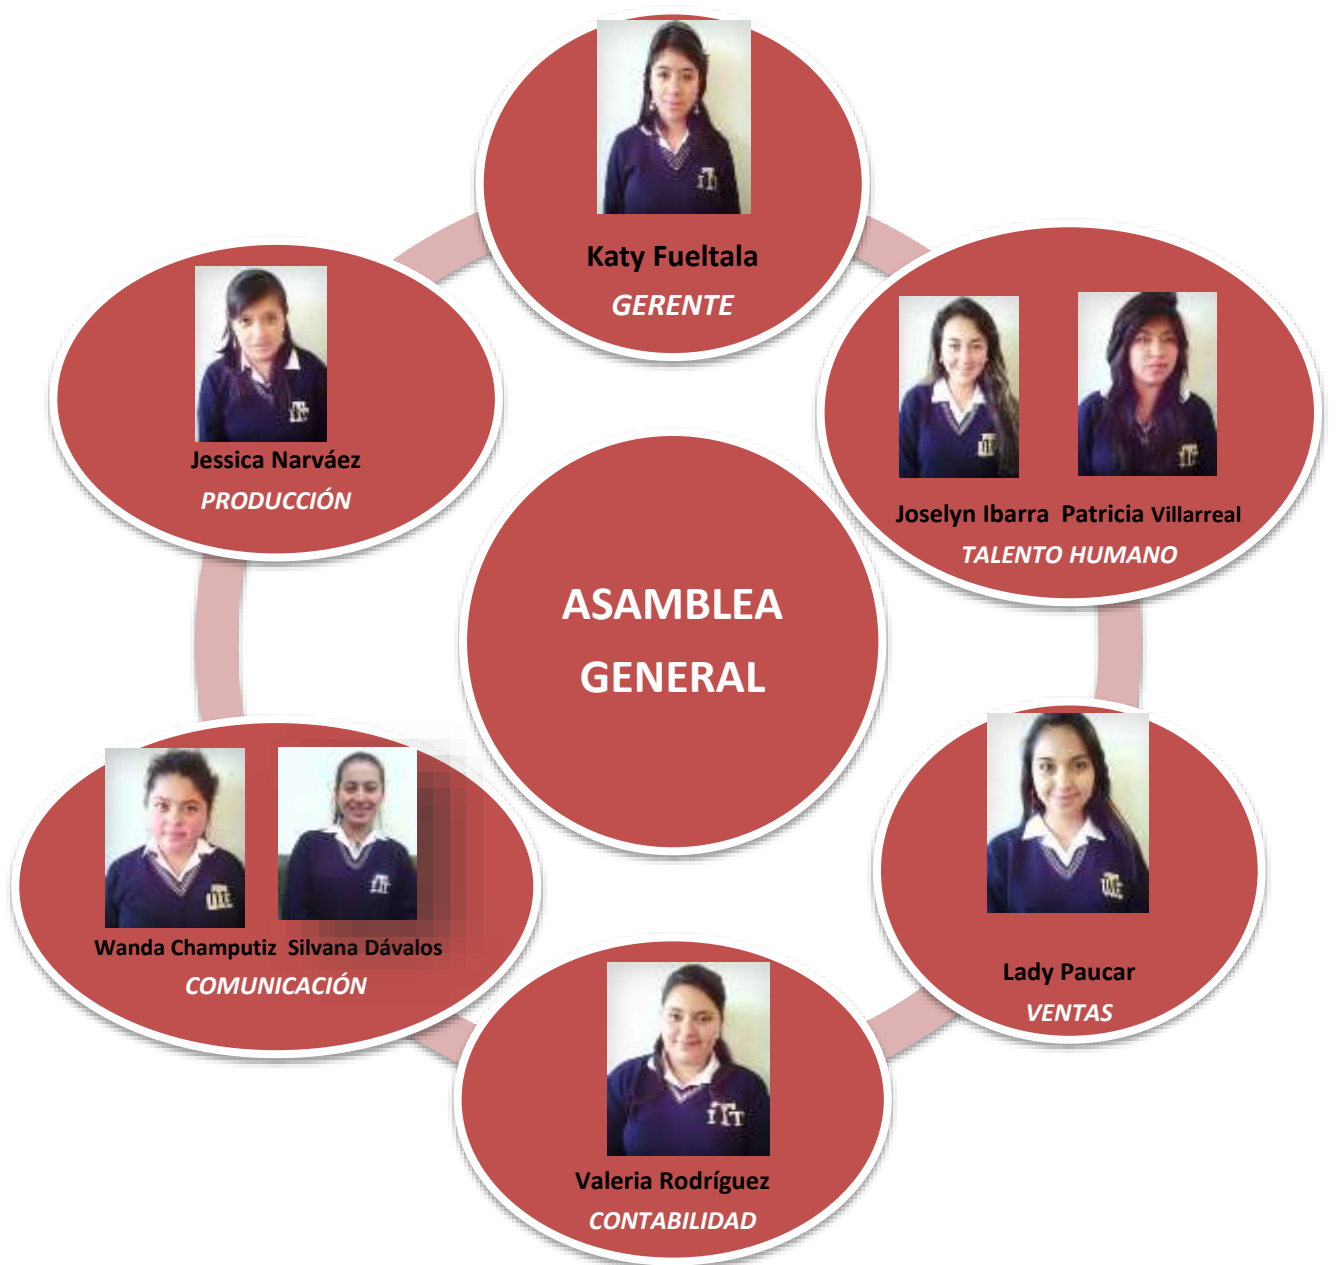 Katy Fueltala
GERENTE
Joselyn Ibarra Patricia Villarreal
TALENTO HUMANO
Jessica Narváez
PRODUCCIÓN
ASAMBLEA
GENERAL
Wanda Champutiz Silvana Dávalos
COMUNICACIÓN
Lady Paucar
VENTAS
Valeria Rodríguez
CONTABILIDAD